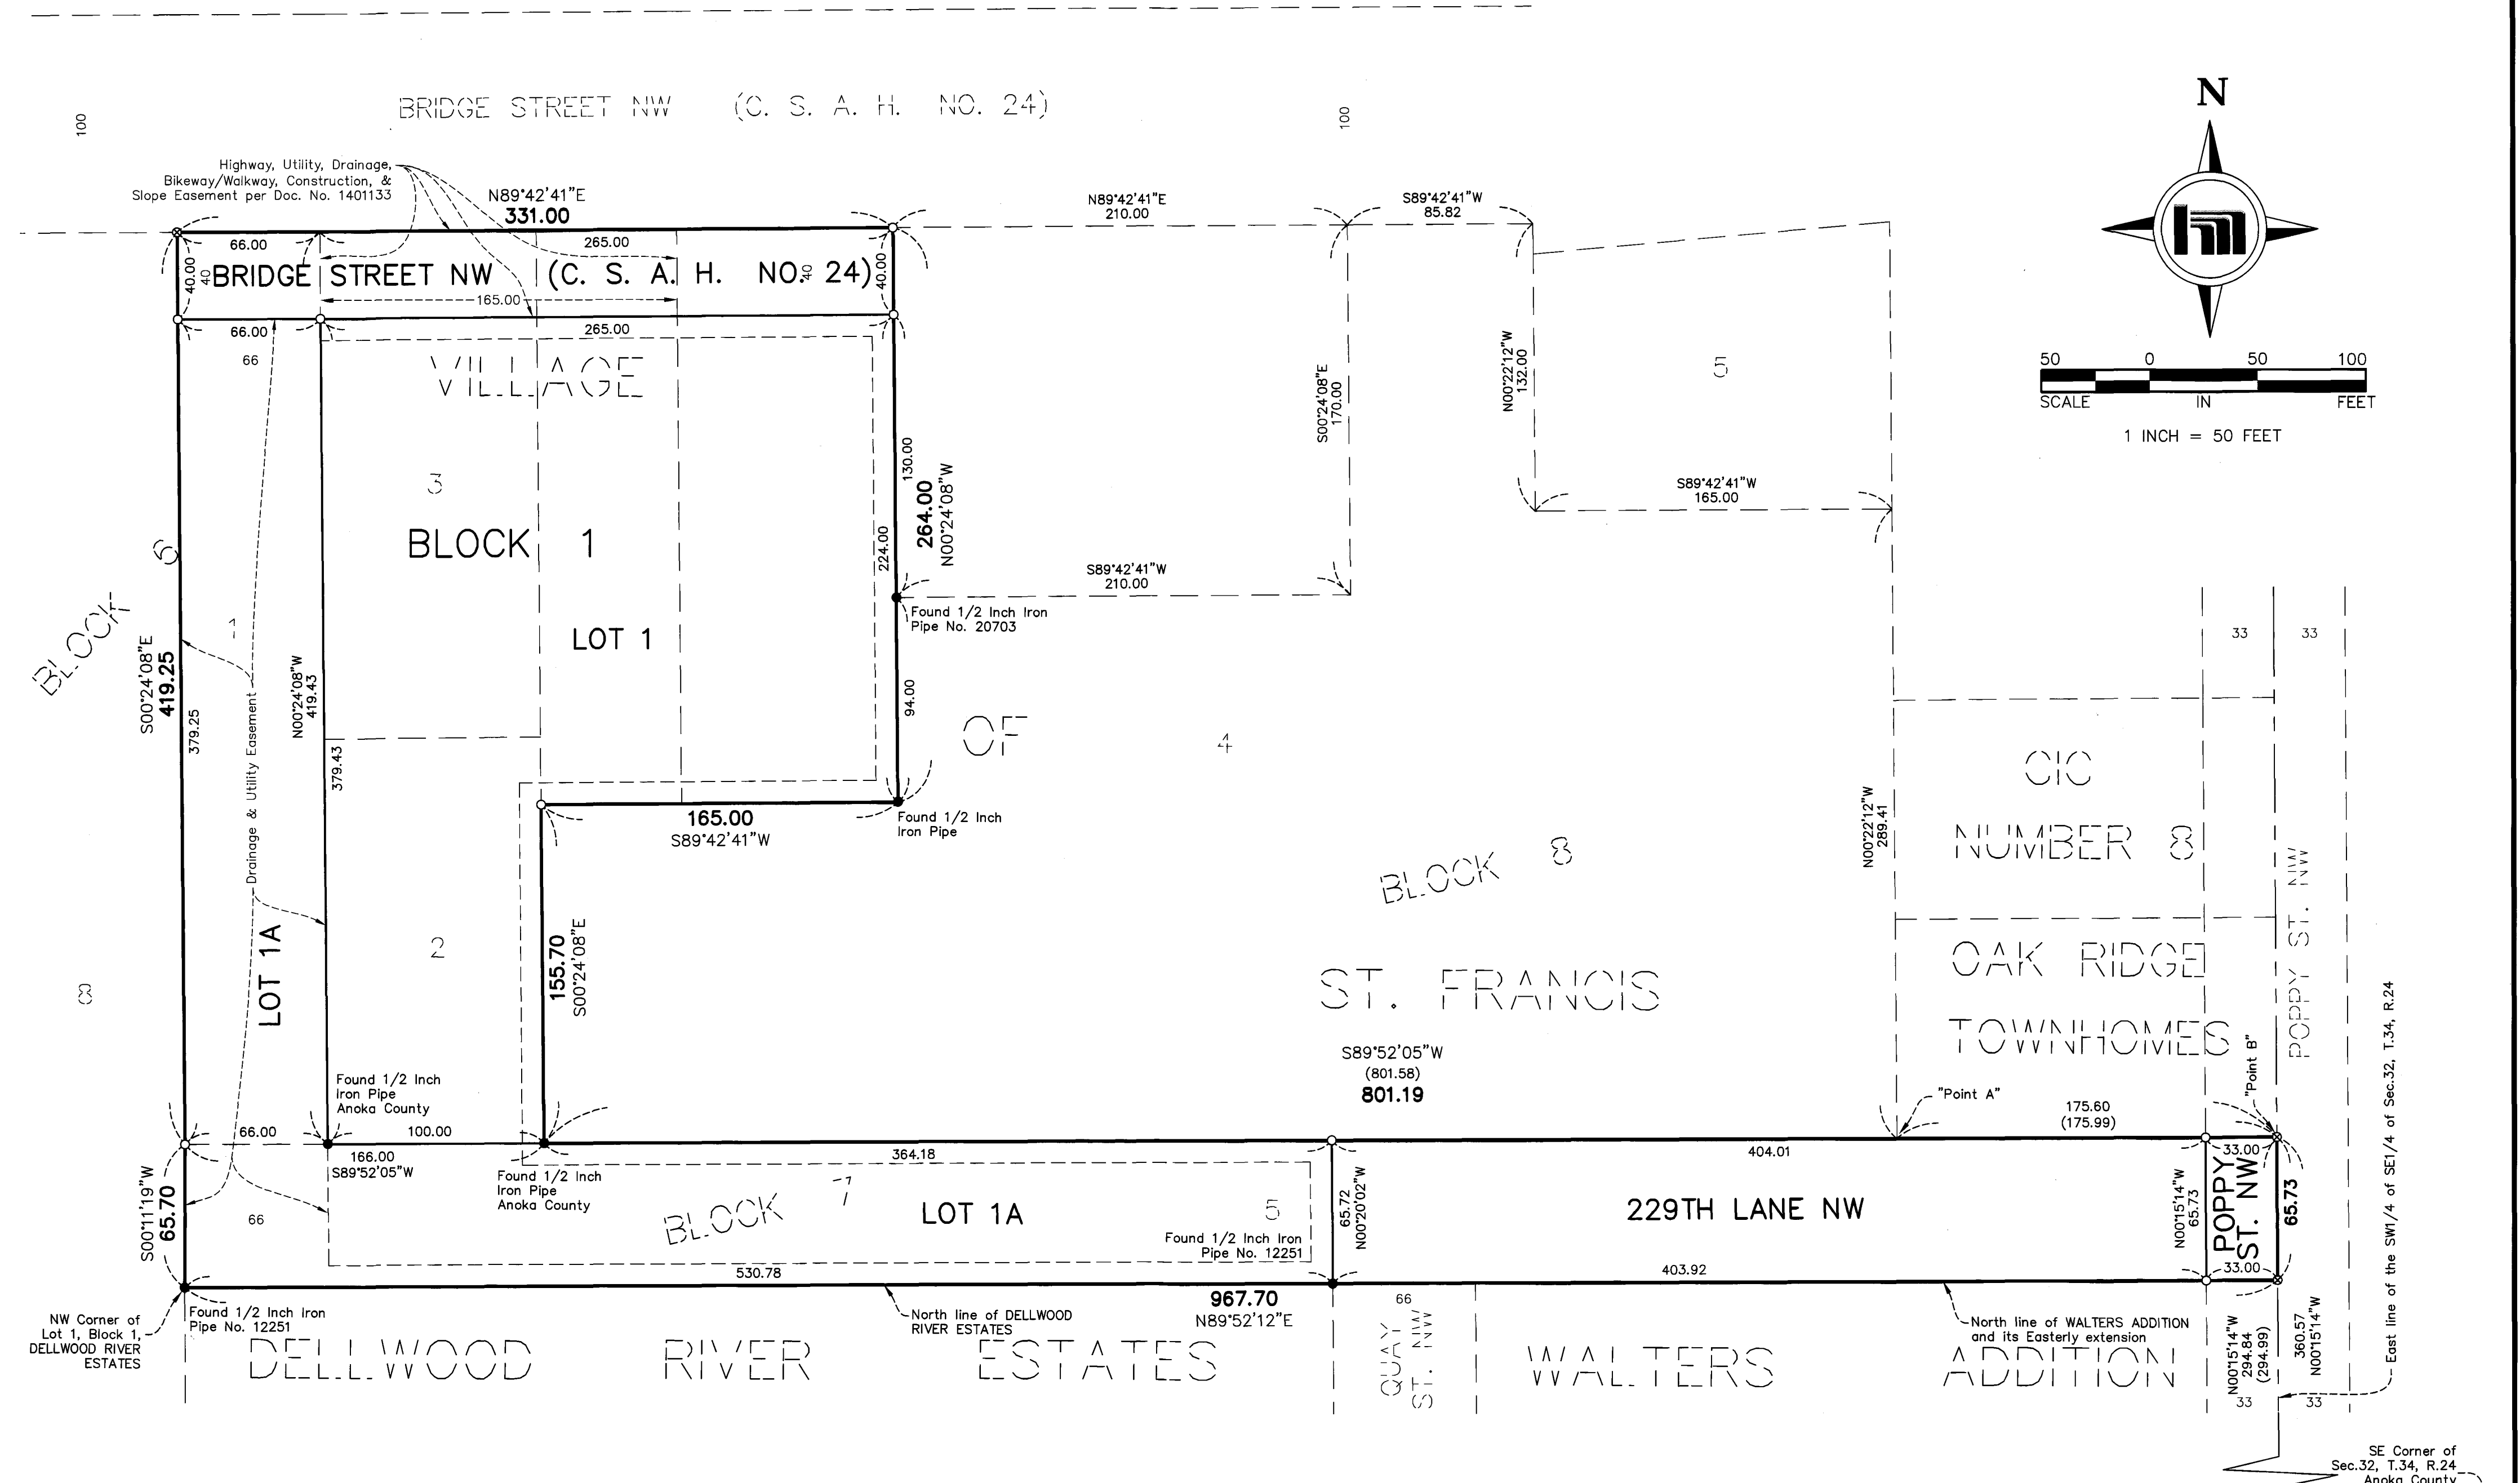 BRIDGE STREET NW (C. S. A. H. NO. 24)
100
100
N
Highway, Utility, Drainage,
Bikeway/Walkway, Construction, &
Slope Easement per Doc. No. 1401133
N89°42'41"E
331.00
N89°42'41"E
210.00
S89°42'41"W
85.82
66.00
265.00
40.00
40
BRIDGE STREET NW (C. S. A. H. NO. 24)
40
40.00
165.00
66.00
265.00
66
50 0 50 100
SCALE IN FEET
1 INCH = 50 FEET
VILLAGE
3
BLOCK 1
LOT 1
130.00
264.00
N00°24'08"W
224.00
94.00
S00°24'08"E
170.00
N00°22'12"W
132.00
5
S89°42'41"W
165.00
S89°42'41"W
210.00
Found 1/2 Inch Iron
Pipe No. 20703
BLOCK 6
1
S00°24'08"E
419.25
379.25
Drainage & Utility Easement
N00°24'08"W
419.43
379.43
OF
4
33
33
165.00
S89°42'41"W
Found 1/2 Inch
Iron Pipe
BLOCK 8
N00°22'12"W
289.41
CIC
NUMBER 8
OAK RIDGE
TOWNHOMES
POPPY ST. NW
8
LOT 1A
2
155.70
S00°24'08"E
ST. FRANCIS
S89°52'05"W
(801.58)
801.19
"Point A"
"Point B"
175.60
(175.99)
East line of the SW1/4 of SE1/4 of Sec.32, T.34, R.24
Found 1/2 Inch
Iron Pipe
Anoka County
66.00
100.00
166.00
S89°52'05"W
364.18
404.01
33.00
S00°11'19"W
65.70
66
Found 1/2 Inch
Iron Pipe
Anoka County
BLOCK 7
LOT 1A
5
Found 1/2 Inch Iron
Pipe No. 12251
65.72
N00°20'02"W
229TH LANE NW
N00°15'14"W
65.73
POPPY
ST. NW
65.73
33.00
530.78
403.92
967.70
N89°52'12"E
66
NW Corner of
Lot 1, Block 1,
DELLWOOD RIVER
ESTATES
Found 1/2 Inch Iron
Pipe No. 12251
North line of DELLWOOD
RIVER ESTATES
North line of WALTERS ADDITION
and its Easterly extension
DELLWOOD RIVER ESTATES
QUAY
ST. NW
WALTERS ADDITION
N00°15'14"W
294.84
(294.99)
360.57
N00°15'14"W
33
33
SE Corner of
Sec.32, T.34, R.24
Anoka County